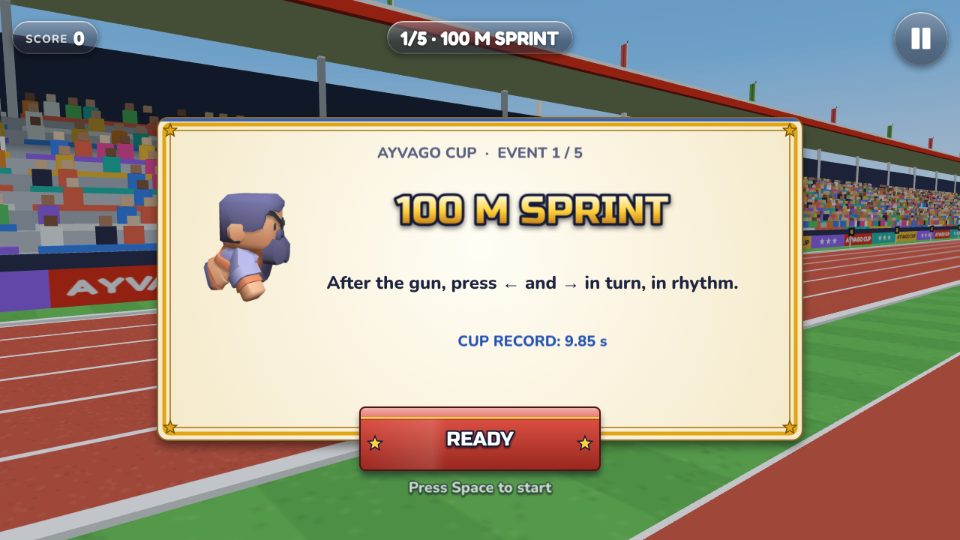 SCORE 0
1/5 · 100 M SPRINT
AYVAGO CUP · EVENT 1 / 5
100 M SPRINT
After the gun, press ← and → in turn, in rhythm.
CUP RECORD: 9.85 s
READY
Press Space to start